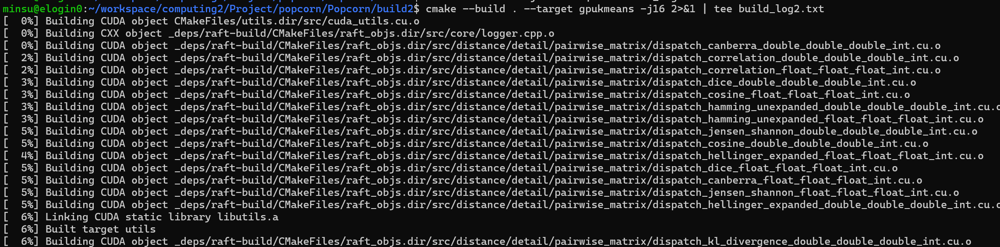 minsu@elogin0:~/workspace/computing2/Project/popcorn/Popcorn/build2$ cmake --build . --target gpukmeans -j16 2>&1 | tee build_log2.txt
[  0%] Building CUDA object CMakeFiles/utils.dir/src/cuda_utils.cu.o
[  0%] Building CXX object _deps/raft-build/CMakeFiles/raft_objs.dir/src/core/logger.cpp.o
[  0%] Building CUDA object _deps/raft-build/CMakeFiles/raft_objs.dir/src/distance/detail/pairwise_matrix/dispatch_canberra_double_double_double_int.cu.o
[  2%] Building CUDA object _deps/raft-build/CMakeFiles/raft_objs.dir/src/distance/detail/pairwise_matrix/dispatch_correlation_double_double_double_int.cu.o
[  2%] Building CUDA object _deps/raft-build/CMakeFiles/raft_objs.dir/src/distance/detail/pairwise_matrix/dispatch_correlation_float_float_float_int.cu.o
[  3%] Building CUDA object _deps/raft-build/CMakeFiles/raft_objs.dir/src/distance/detail/pairwise_matrix/dispatch_dice_double_double_double_int.cu.o
[  3%] Building CUDA object _deps/raft-build/CMakeFiles/raft_objs.dir/src/distance/detail/pairwise_matrix/dispatch_cosine_float_float_float_int.cu.o
[  3%] Building CUDA object _deps/raft-build/CMakeFiles/raft_objs.dir/src/distance/detail/pairwise_matrix/dispatch_hamming_unexpanded_double_double_double_int.cu.o
[  3%] Building CUDA object _deps/raft-build/CMakeFiles/raft_objs.dir/src/distance/detail/pairwise_matrix/dispatch_hamming_unexpanded_float_float_float_int.cu.o
[  5%] Building CUDA object _deps/raft-build/CMakeFiles/raft_objs.dir/src/distance/detail/pairwise_matrix/dispatch_jensen_shannon_double_double_double_int.cu.o
[  5%] Building CUDA object _deps/raft-build/CMakeFiles/raft_objs.dir/src/distance/detail/pairwise_matrix/dispatch_cosine_double_double_double_int.cu.o
[  4%] Building CUDA object _deps/raft-build/CMakeFiles/raft_objs.dir/src/distance/detail/pairwise_matrix/dispatch_hellinger_expanded_float_float_float_int.cu.o
[  5%] Building CUDA object _deps/raft-build/CMakeFiles/raft_objs.dir/src/distance/detail/pairwise_matrix/dispatch_dice_float_float_float_int.cu.o
[  5%] Building CUDA object _deps/raft-build/CMakeFiles/raft_objs.dir/src/distance/detail/pairwise_matrix/dispatch_canberra_float_float_float_int.cu.o
[  5%] Building CUDA object _deps/raft-build/CMakeFiles/raft_objs.dir/src/distance/detail/pairwise_matrix/dispatch_jensen_shannon_float_float_float_int.cu.o
[  5%] Building CUDA object _deps/raft-build/CMakeFiles/raft_objs.dir/src/distance/detail/pairwise_matrix/dispatch_hellinger_expanded_double_double_double_int.cu.o
[  6%] Linking CUDA static library libutils.a
[  6%] Built target utils
[  6%] Building CUDA object _deps/raft-build/CMakeFiles/raft_objs.dir/src/distance/detail/pairwise_matrix/dispatch_kl_divergence_double_double_double_int.cu.o